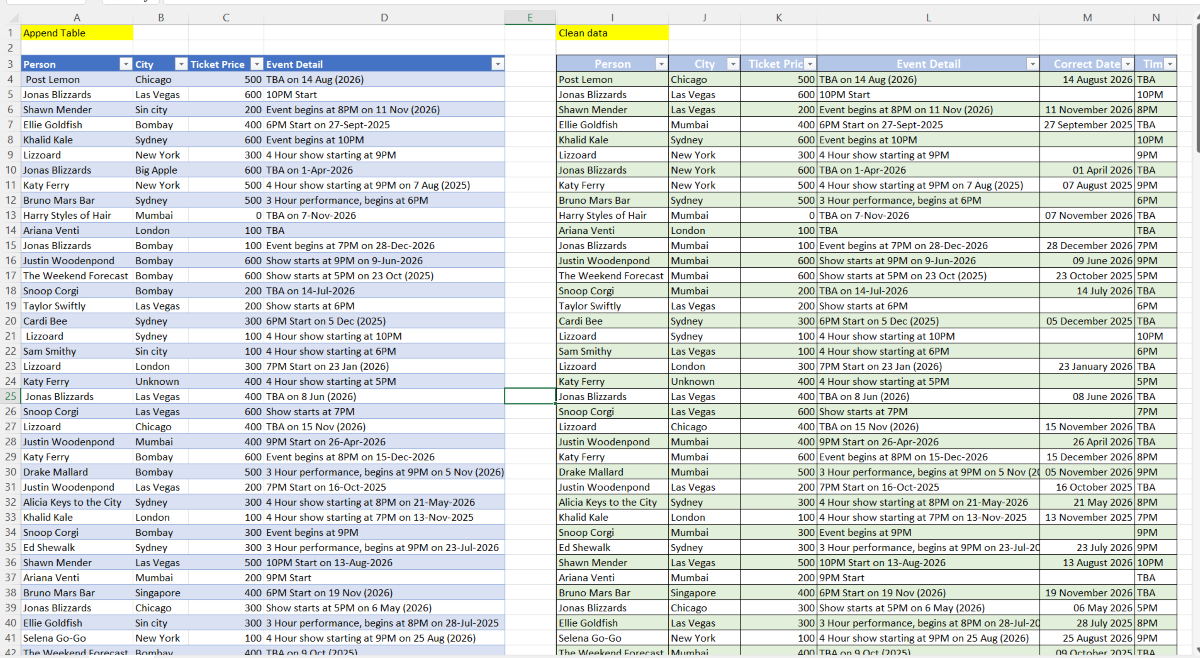 A B C D E I J K L M N
1 Append Table Clean data
2
3 Person City Ticket Price Event Detail Person City Ticket Pric Event Detail Correct Date Tim
4 Post Lemon Chicago 500 TBA on 14 Aug (2026) Post Lemon Chicago 500 TBA on 14 Aug (2026) 14 August 2026 TBA
5 Jonas Blizzards Las Vegas 600 10PM Start Jonas Blizzards Las Vegas 600 10PM Start 10PM
6 Shawn Mender Sin city 200 Event begins at 8PM on 11 Nov (2026) Shawn Mender Las Vegas 200 Event begins at 8PM on 11 Nov (2026) 11 November 2026 8PM
7 Ellie Goldfish Bombay 400 6PM Start on 27-Sept-2025 Ellie Goldfish Mumbai 400 6PM Start on 27-Sept-2025 27 September 2025 TBA
8 Khalid Kale Sydney 600 Event begins at 10PM Khalid Kale Sydney 600 Event begins at 10PM 10PM
9 Lizzoard New York 300 4 Hour show starting at 9PM Lizzoard New York 300 4 Hour show starting at 9PM 9PM
10 Jonas Blizzards Big Apple 600 TBA on 1-Apr-2026 Jonas Blizzards New York 600 TBA on 1-Apr-2026 01 April 2026 TBA
11 Katy Ferry New York 500 4 Hour show starting at 9PM on 7 Aug (2025) Katy Ferry New York 500 4 Hour show starting at 9PM on 7 Aug (2025) 07 August 2025 9PM
12 Bruno Mars Bar Sydney 500 3 Hour performance, begins at 6PM Bruno Mars Bar Sydney 500 3 Hour performance, begins at 6PM 6PM
13 Harry Styles of Hair Mumbai 0 TBA on 7-Nov-2026 Harry Styles of Hair Mumbai 0 TBA on 7-Nov-2026 07 November 2026 TBA
14 Ariana Venti London 100 TBA Ariana Venti London 100 TBA TBA
15 Jonas Blizzards Bombay 100 Event begins at 7PM on 28-Dec-2026 Jonas Blizzards Mumbai 100 Event begins at 7PM on 28-Dec-2026 28 December 2026 7PM
16 Justin Woodenpond Bombay 600 Show starts at 9PM on 9-Jun-2026 Justin Woodenpond Mumbai 600 Show starts at 9PM on 9-Jun-2026 09 June 2026 9PM
17 The Weekend Forecast Bombay 600 Show starts at 5PM on 23 Oct (2025) The Weekend Forecast Mumbai 600 Show starts at 5PM on 23 Oct (2025) 23 October 2025 5PM
18 Snoop Corgi Bombay 200 TBA on 14-Jul-2026 Snoop Corgi Mumbai 200 TBA on 14-Jul-2026 14 July 2026 TBA
19 Taylor Swiftly Las Vegas 200 Show starts at 6PM Taylor Swiftly Las Vegas 200 Show starts at 6PM 6PM
20 Cardi Bee Sydney 300 6PM Start on 5 Dec (2025) Cardi Bee Sydney 300 6PM Start on 5 Dec (2025) 05 December 2025 TBA
21 Lizzoard Sydney 100 4 Hour show starting at 10PM Lizzoard Sydney 100 4 Hour show starting at 10PM 10PM
22 Sam Smithy Sin city 100 4 Hour show starting at 6PM Sam Smithy Las Vegas 100 4 Hour show starting at 6PM 6PM
23 Lizzoard London 300 7PM Start on 23 Jan (2026) Lizzoard London 300 7PM Start on 23 Jan (2026) 23 January 2026 TBA
24 Katy Ferry Unknown 400 4 Hour show starting at 5PM Katy Ferry Unknown 400 4 Hour show starting at 5PM 5PM
25 Jonas Blizzards Las Vegas 400 TBA on 8 Jun (2026) Jonas Blizzards Las Vegas 400 TBA on 8 Jun (2026) 08 June 2026 TBA
26 Snoop Corgi Las Vegas 600 Show starts at 7PM Snoop Corgi Las Vegas 600 Show starts at 7PM 7PM
27 Lizzoard Chicago 400 TBA on 15 Nov (2026) Lizzoard Chicago 400 TBA on 15 Nov (2026) 15 November 2026 TBA
28 Justin Woodenpond Mumbai 400 9PM Start on 26-Apr-2026 Justin Woodenpond Mumbai 400 9PM Start on 26-Apr-2026 26 April 2026 TBA
29 Katy Ferry Bombay 600 Event begins at 8PM on 15-Dec-2026 Katy Ferry Mumbai 600 Event begins at 8PM on 15-Dec-2026 15 December 2026 8PM
30 Drake Mallard Bombay 500 3 Hour performance, begins at 9PM on 5 Nov (2026) Drake Mallard Mumbai 500 3 Hour performance, begins at 9PM on 5 Nov (20 05 November 2026 9PM
31 Justin Woodenpond Las Vegas 200 7PM Start on 16-Oct-2025 Justin Woodenpond Las Vegas 200 7PM Start on 16-Oct-2025 16 October 2025 TBA
32 Alicia Keys to the City Sydney 300 4 Hour show starting at 8PM on 21-May-2026 Alicia Keys to the City Sydney 300 4 Hour show starting at 8PM on 21-May-2026 21 May 2026 8PM
33 Khalid Kale London 100 4 Hour show starting at 7PM on 13-Nov-2025 Khalid Kale London 100 4 Hour show starting at 7PM on 13-Nov-2025 13 November 2025 7PM
34 Snoop Corgi Bombay 300 Event begins at 9PM Snoop Corgi Mumbai 300 Event begins at 9PM 9PM
35 Ed Shewalk Sydney 300 3 Hour performance, begins at 9PM on 23-Jul-2026 Ed Shewalk Sydney 300 3 Hour performance, begins at 9PM on 23-Jul-20 23 July 2026 9PM
36 Shawn Mender Las Vegas 500 10PM Start on 13-Aug-2026 Shawn Mender Las Vegas 500 10PM Start on 13-Aug-2026 13 August 2026 10PM
37 Ariana Venti Mumbai 200 9PM Start Ariana Venti Mumbai 200 9PM Start TBA
38 Bruno Mars Bar Singapore 400 6PM Start on 19 Nov (2026) Bruno Mars Bar Singapore 400 6PM Start on 19 Nov (2026) 19 November 2026 TBA
39 Jonas Blizzards Chicago 300 Show starts at 5PM on 6 May (2026) Jonas Blizzards Chicago 300 Show starts at 5PM on 6 May (2026) 06 May 2026 5PM
40 Ellie Goldfish Sin city 300 3 Hour performance, begins at 8PM on 28-Jul-2025 Ellie Goldfish Las Vegas 300 3 Hour performance, begins at 8PM on 28-Jul-20 28 July 2025 8PM
41 Selena Go-Go New York 100 4 Hour show starting at 9PM on 25 Aug (2026) Selena Go-Go New York 100 4 Hour show starting at 9PM on 25 Aug (2026) 25 August 2026 9PM
42 The Weekend Forecast Bombay 400 TBA on 9 Oct (2025) The Weekend Forecast Mumbai 400 TBA on 9 Oct (2025) 09 October 2025 TBA